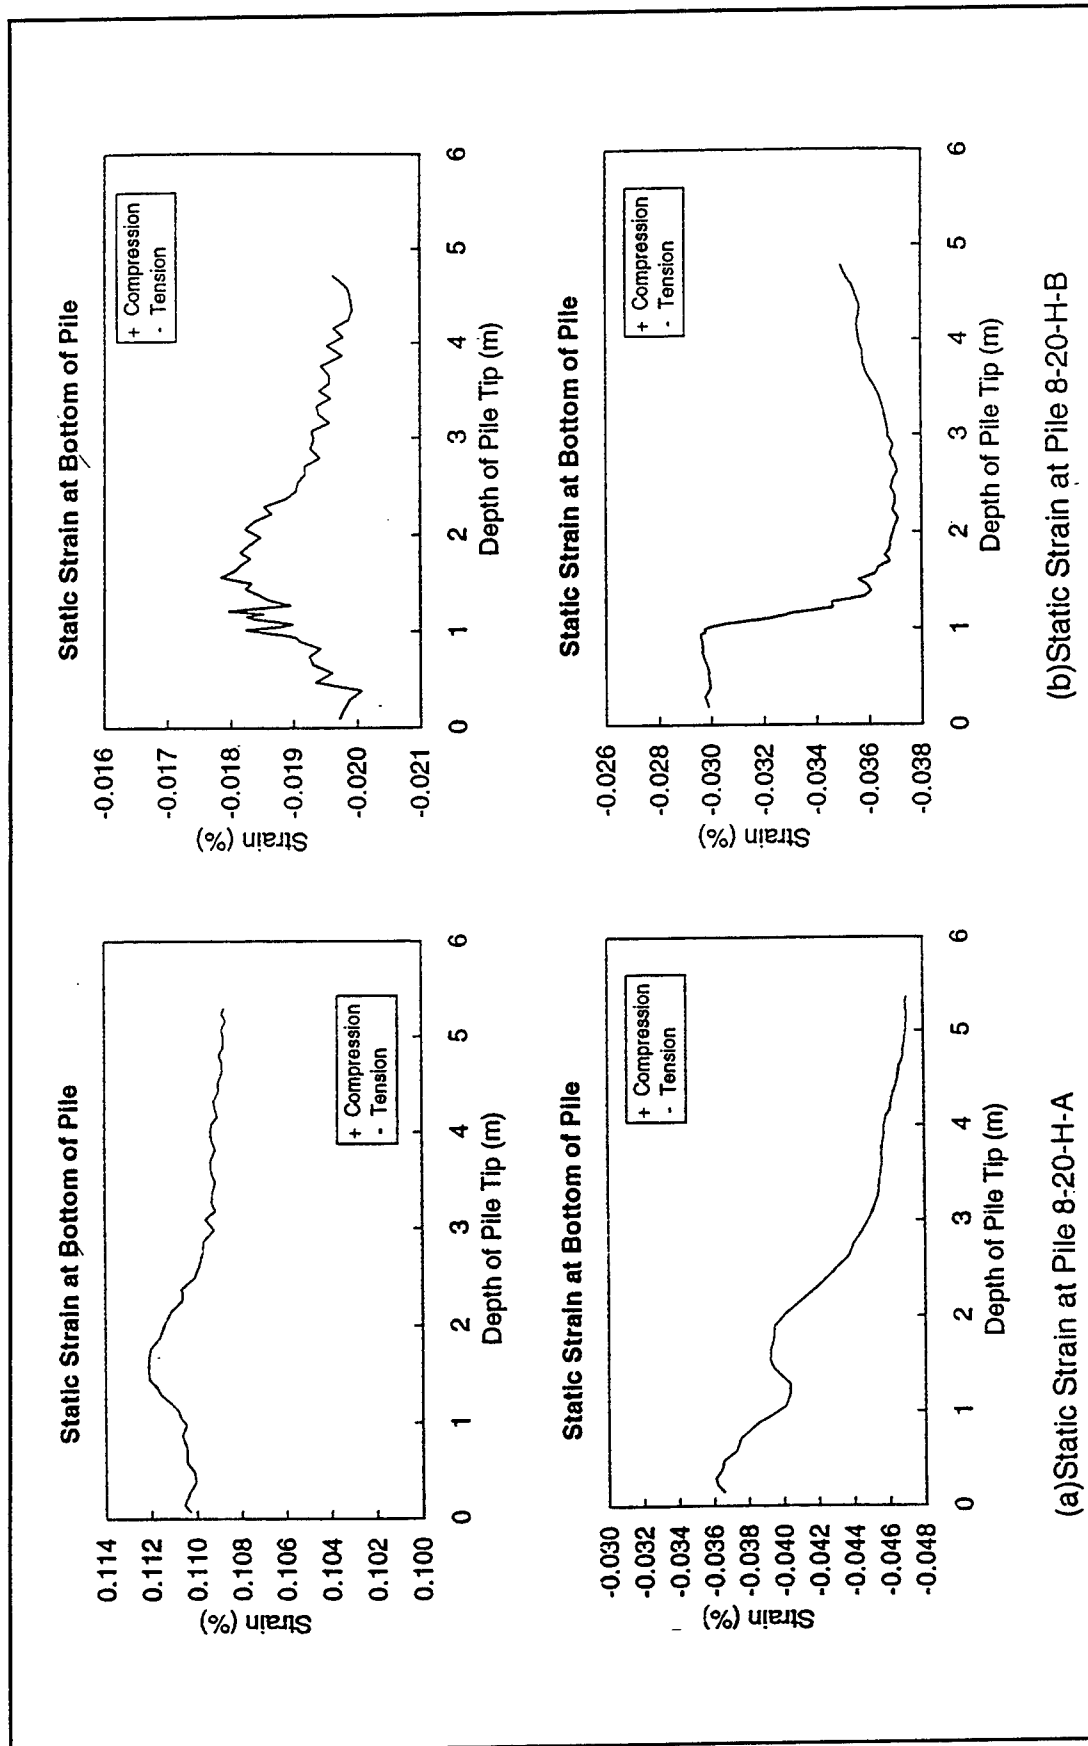 Static Strain at Bottom of Pile
0.114
0.112
0.110
0.108
0.106
0.104
0.102
0.100
Strain (%)
+ Compression
- Tension
0 1 2 3 4 5 6
Depth of Pile Tip (m)
Static Strain at Bottom of Pile
-0.016
-0.017
-0.018
-0.019
-0.020
-0.021
Strain (%)
+ Compression
- Tension
0 1 2 3 4 5 6
Depth of Pile Tip (m)
Static Strain at Bottom of Pile
-0.030
-0.032
-0.034
-0.036
-0.038
-0.040
-0.042
-0.044
-0.046
-0.048
Strain (%)
+ Compression
- Tension
0 1 2 3 4 5 6
Depth of Pile Tip (m)
Static Strain at Bottom of Pile
-0.026
-0.028
-0.030
-0.032
-0.034
-0.036
-0.038
Strain (%)
+ Compression
- Tension
0 1 2 3 4 5 6
Depth of Pile Tip (m)
(a)Static Strain at Pile 8-20-H-A
(b)Static Strain at Pile 8-20-H-B